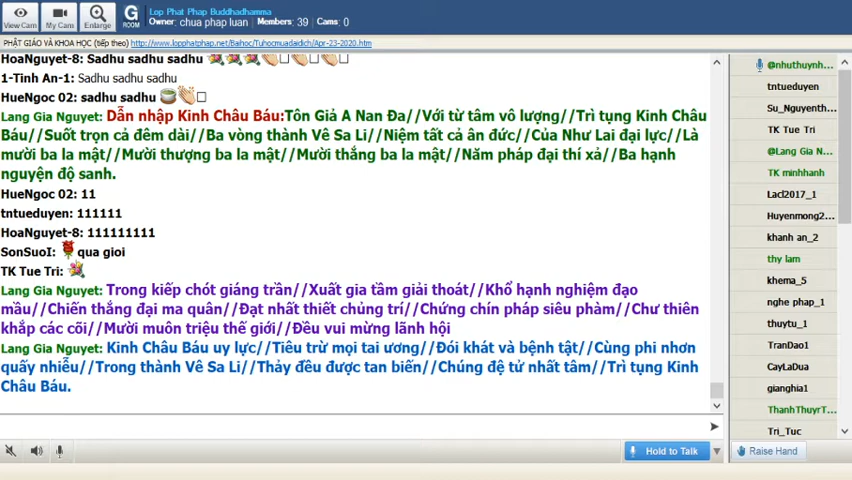 Lop Phat Phap Buddhadhamma
Owner: chua phap luan Members: 39 Cams: 0
View Cam My Cam Enlarge G ROOM
PHẬT GIÁO VÀ KHOA HỌC (tiếp theo) http://www.lopphatphap.net/Baihoc/Tuhocmuadaidich/Apr-23-2020.htm
HoaNguyet-8: Sadhu sadhu sadhu
1-Tinh An-1: Sadhu sadhu sadhu
HueNgoc 02: sadhu sadhu
Lang Gia Nguyet: Dẫn nhập Kinh Châu Báu:Tôn Giả A Nan Đa//Với từ tâm vô lượng//Trì tụng Kinh Châu
Báu//Suốt trọn cả đêm dài//Ba vòng thành Vê Sa Li//Niệm tất cả ân đức//Của Như Lai đại lực//Là
mười ba la mật//Mười thượng ba la mật//Mười thắng ba la mật//Năm pháp đại thí xả//Ba hạnh
nguyện độ sanh.
HueNgoc 02: 11
tntueduyen: 111111
HoaNguyet-8: 111111111
SonSuoI: qua gioi
TK Tue Tri:
Lang Gia Nguyet: Trong kiếp chót giáng trần//Xuất gia tầm giải thoát//Khổ hạnh nghiệm đạo
mầu//Chiến thắng đại ma quân//Đạt nhất thiết chủng trí//Chứng chín pháp siêu phàm//Chư thiên
khắp các cõi//Mười muôn triệu thế giới//Đều vui mừng lãnh hội
Lang Gia Nguyet: Kinh Châu Báu uy lực//Tiêu trừ mọi tai ương//Đói khát và bệnh tật//Cùng phi nhơn
quấy nhiễu//Trong thành Vê Sa Li//Thảy đều được tan biến//Chúng đệ tử nhất tâm//Trì tụng Kinh
Châu Báu.
@nhuthuynh...
tntueduyen
Su_Nguyenth...
TK Tue Tri
@Lang Gia N...
TK minhhanh
Lacl2017_1
Huyenmong2...
khanh an_2
thy lam
khema_5
nghe phap_1
thuytu_1
TranDao1
CayLaDua
gianghia1
ThanhThuyrT...
Tri_Tuc
Hold to Talk
Raise Hand